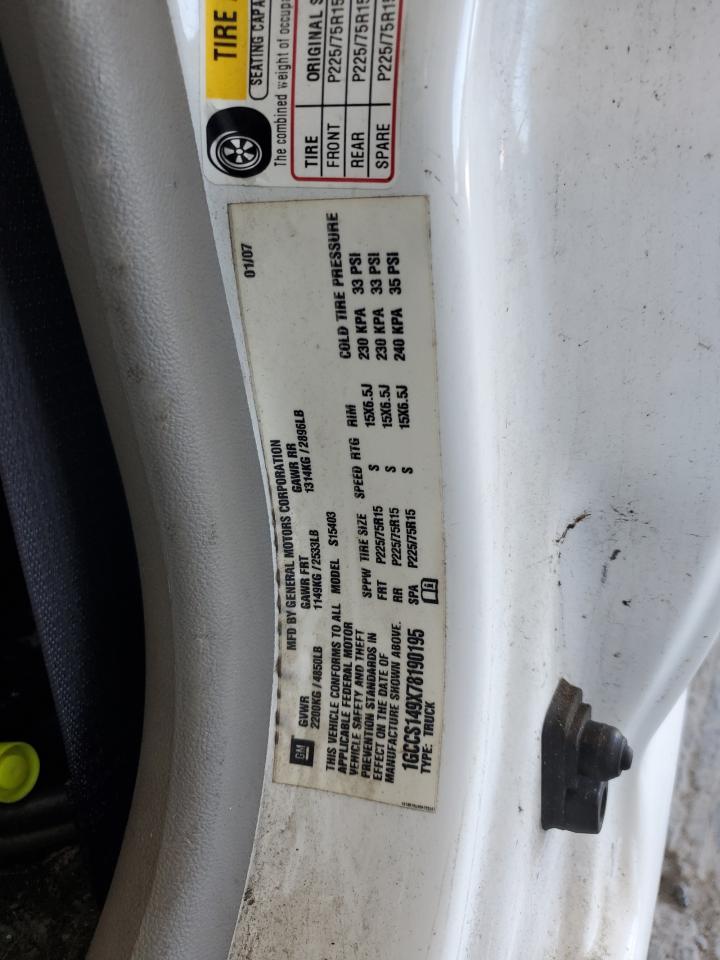 TIRE
SEATING CAPA
The combined weight of occupa
TIRE ORIGINAL S
FRONT P225/75R15
REAR P225/75R15
SPARE P225/75R15
01/07
MFD BY GENERAL MOTORS CORPORATION
GM GVWR GAWR FRT GAWR RR
2200KG / 4850LB 1149KG / 2533LB 1314KG / 2896LB
THIS VEHICLE CONFORMS TO ALL
APPLICABLE FEDERAL MOTOR
VEHICLE SAFETY AND THEFT
PREVENTION STANDARDS IN
EFFECT ON THE DATE OF
MANUFACTURE SHOWN ABOVE.
1GCCS149X78190195
TYPE: TRUCK
MODEL S15403
COLD TIRE PRESSURE
SPPW TIRE SIZE SPEED RTG RIM
FRT P225/75R15 S 15X6.5J 230 KPA 33 PSI
RR P225/75R15 S 15X6.5J 230 KPA 33 PSI
SPA P225/75R15 S 15X6.5J 240 KPA 35 PSI